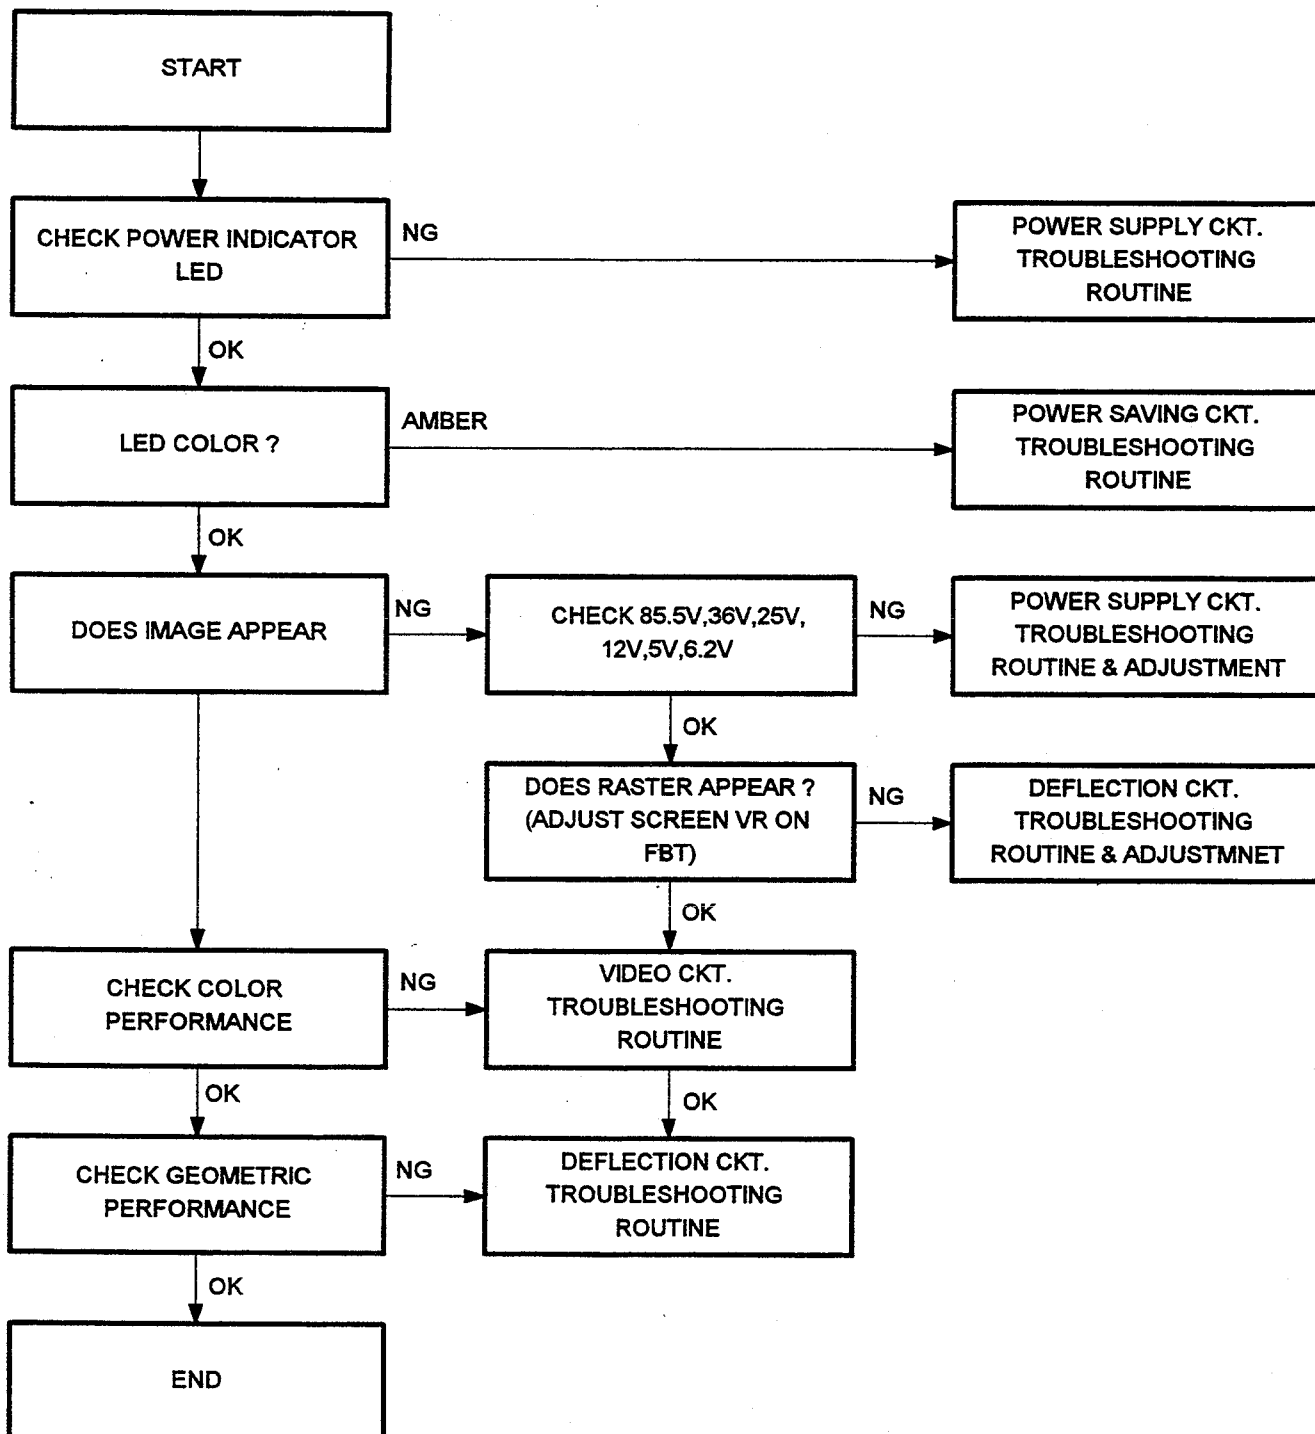 START
CHECK POWER INDICATOR
LED
NG
POWER SUPPLY CKT.
TROUBLESHOOTING
ROUTINE
OK
LED COLOR ?
AMBER
POWER SAVING CKT.
TROUBLESHOOTING
ROUTINE
OK
DOES IMAGE APPEAR
NG
CHECK 85.5V,36V,25V,
12V,5V,6.2V
NG
POWER SUPPLY CKT.
TROUBLESHOOTING
ROUTINE & ADJUSTMENT
OK
DOES RASTER APPEAR ?
(ADJUST SCREEN VR ON
FBT)
NG
DEFLECTION CKT.
TROUBLESHOOTING
ROUTINE & ADJUSTMNET
OK
CHECK COLOR
PERFORMANCE
NG
VIDEO CKT.
TROUBLESHOOTING
ROUTINE
OK
OK
CHECK GEOMETRIC
PERFORMANCE
NG
DEFLECTION CKT.
TROUBLESHOOTING
ROUTINE
OK
END